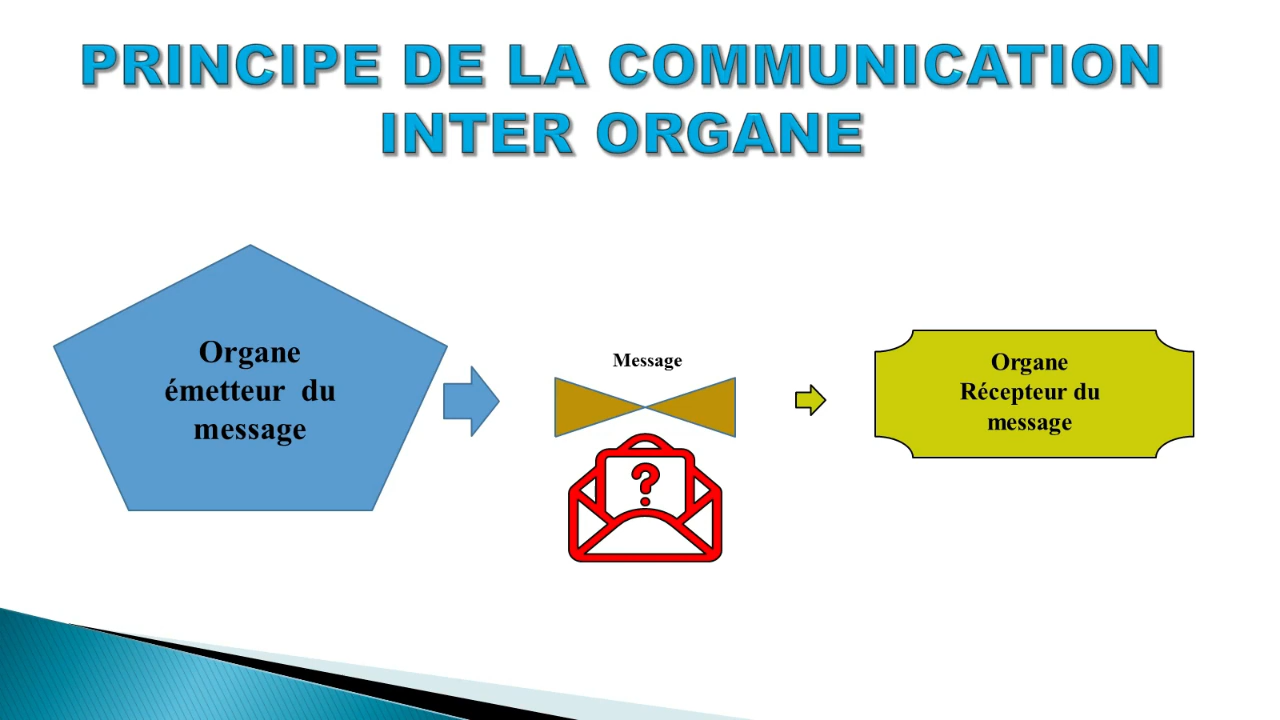 PRINCIPE DE LA COMMUNICATION
INTER ORGANE
Organe
émetteur du
message
Message
?
Organe
Récepteur du
message